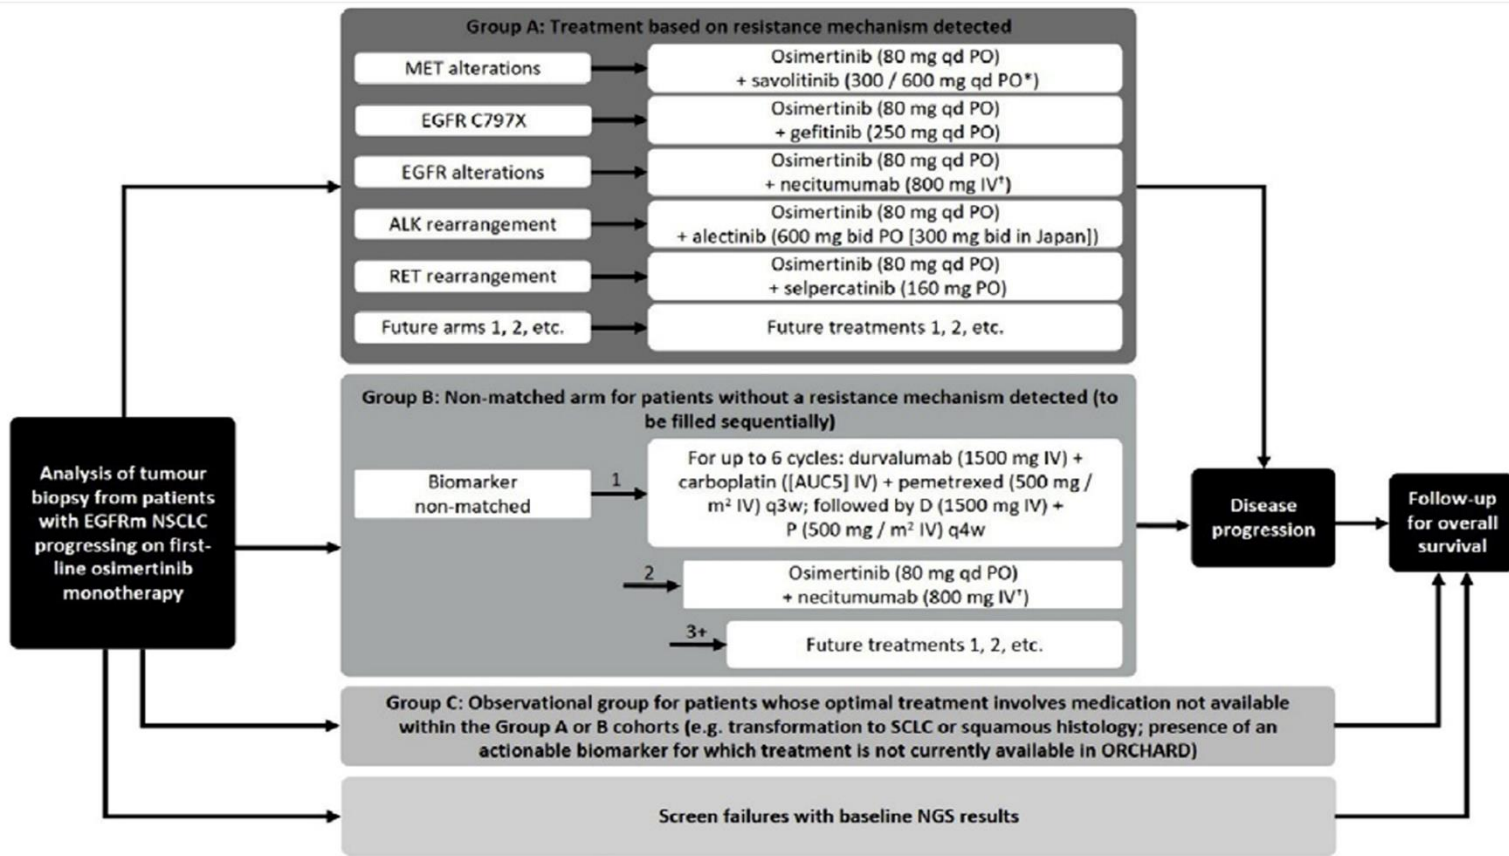 Group A: Treatment based on resistance mechanism detected
MET alterations
Osimertinib (80 mg qd PO)
+ savolitinib (300 / 600 mg qd PO*)
EGFR C797X
Osimertinib (80 mg qd PO)
+ gefitinib (250 mg qd PO)
EGFR alterations
Osimertinib (80 mg qd PO)
+ necitumumab (800 mg IV†)
ALK rearrangement
Osimertinib (80 mg qd PO)
+ alectinib (600 mg bid PO [300 mg bid in Japan])
RET rearrangement
Osimertinib (80 mg qd PO)
+ selpercatinib (160 mg PO)
Future arms 1, 2, etc.
Future treatments 1, 2, etc.
Group B: Non-matched arm for patients without a resistance mechanism detected (to
be filled sequentially)
Biomarker
non-matched
1
For up to 6 cycles: durvalumab (1500 mg IV) +
carboplatin ([AUC5] IV) + pemetrexed (500 mg /
m² IV) q3w; followed by D (1500 mg IV) +
P (500 mg / m² IV) q4w
2
Osimertinib (80 mg qd PO)
+ necitumumab (800 mg IV†)
3+
Future treatments 1, 2, etc.
Analysis of tumour
biopsy from patients
with EGFRm NSCLC
progressing on first-
line osimertinib
monotherapy
Disease
progression
Follow-up
for overall
survival
Group C: Observational group for patients whose optimal treatment involves medication not available
within the Group A or B cohorts (e.g. transformation to SCLC or squamous histology; presence of an
actionable biomarker for which treatment is not currently available in ORCHARD)
Screen failures with baseline NGS results